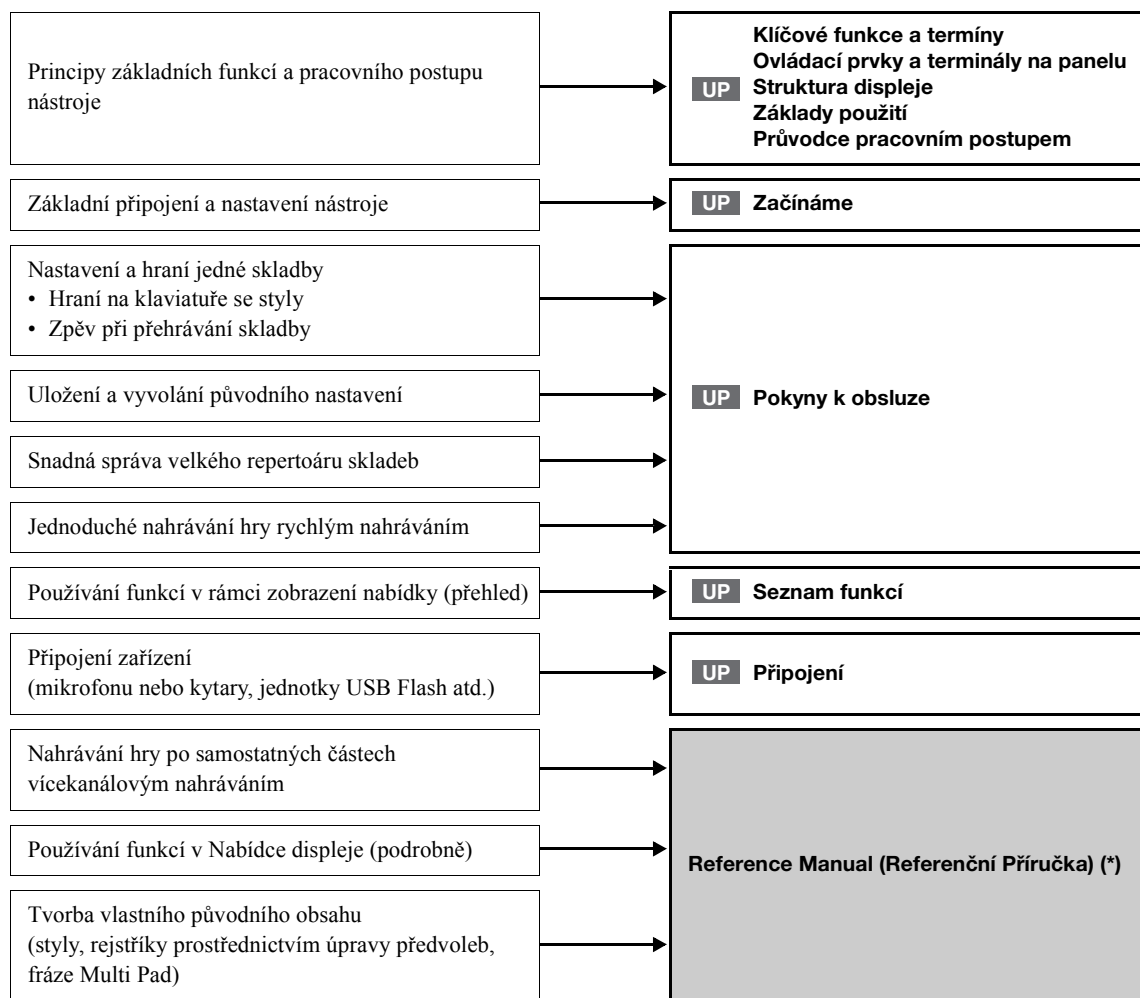 Principy základních funkcí a pracovního postupu
nástroje
UP
Klíčové funkce a termíny
Ovládací prvky a terminály na panelu
Struktura displeje
Základy použití
Průvodce pracovním postupem
Základní připojení a nastavení nástroje
UP Začínáme
Nastavení a hraní jedné skladby
• Hraní na klaviatuře se styly
• Zpěv při přehrávání skladby
Uložení a vyvolání původního nastavení
UP Pokyny k obsluze
Snadná správa velkého repertoáru skladeb
Jednoduché nahrávání hry rychlým nahráváním
Používání funkcí v rámci zobrazení nabídky (přehled)
UP Seznam funkcí
Připojení zařízení
(mikrofonu nebo kytary, jednotky USB Flash atd.)
UP Připojení
Nahrávání hry po samostatných částech
vícekanálovým nahráváním
Používání funkcí v Nabídce displeje (podrobně)
Reference Manual (Referenční Příručka) (*)
Tvorba vlastního původního obsahu
(styly, rejstříky prostřednictvím úpravy předvoleb,
fráze Multi Pad)